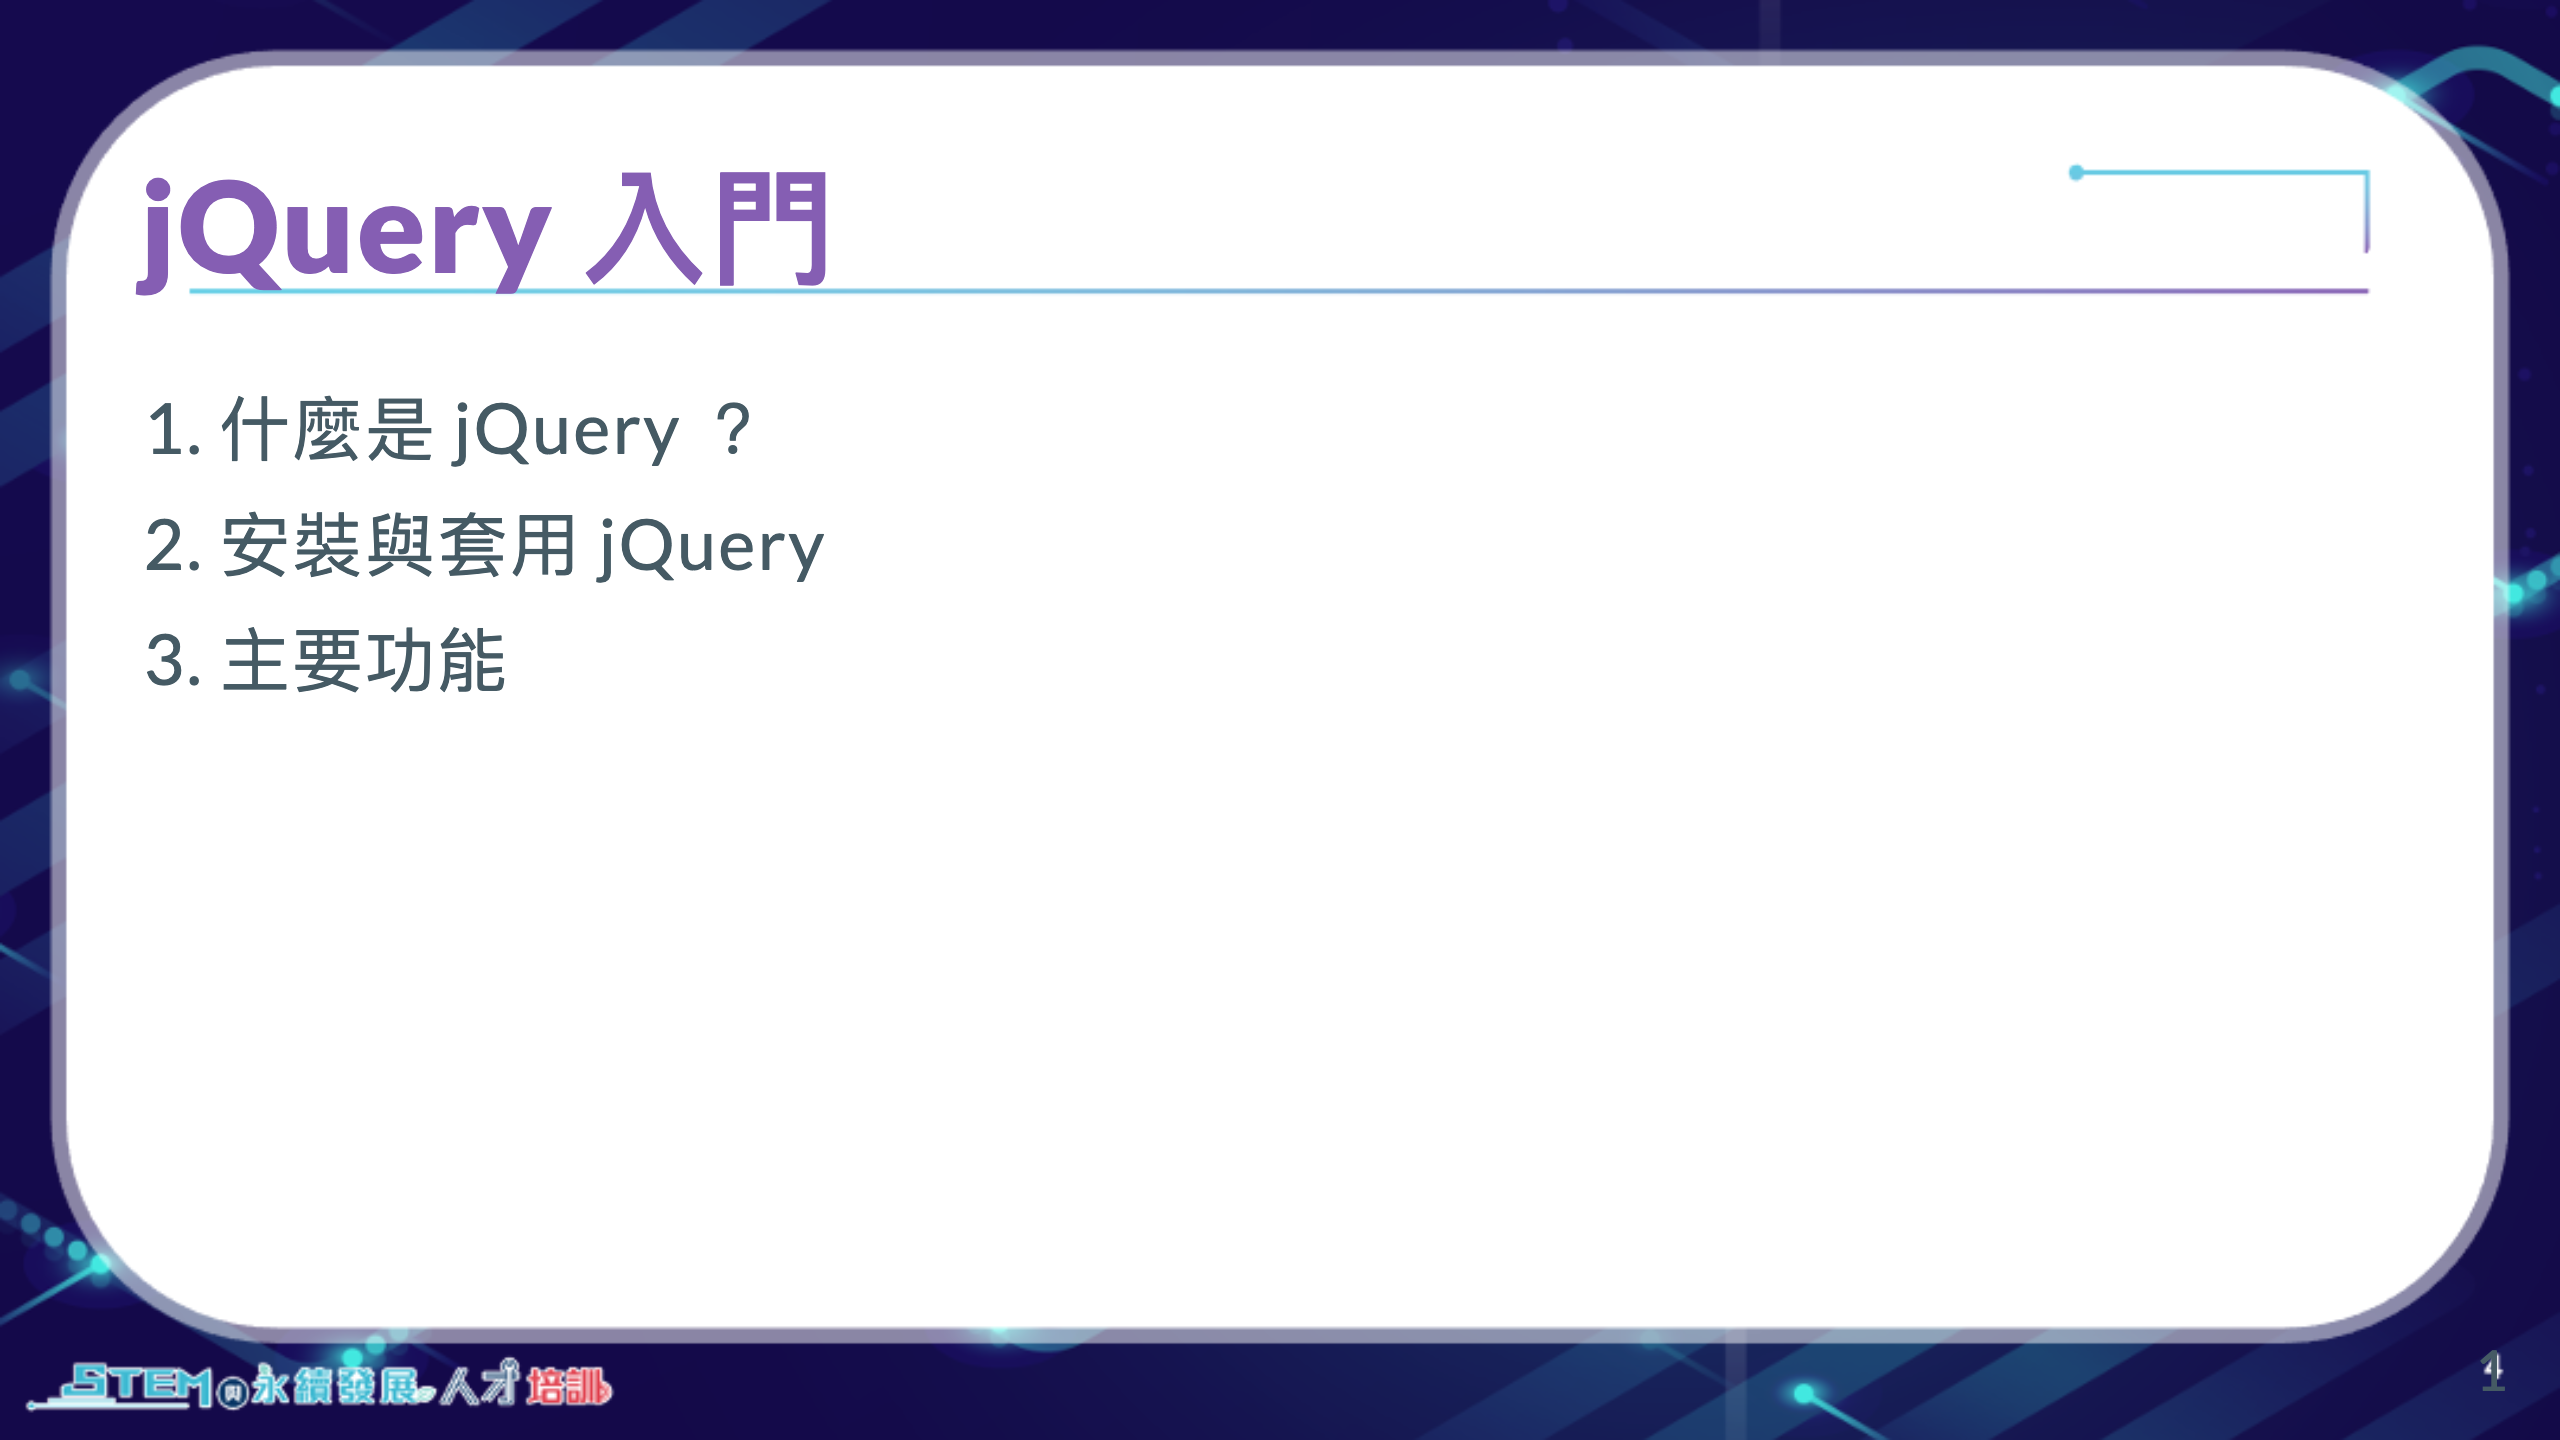 jQuery 入門
1. 什麼是 jQuery ？
2. 安裝與套用 jQuery
3. 主要功能
STEM與永續發展人才培訓